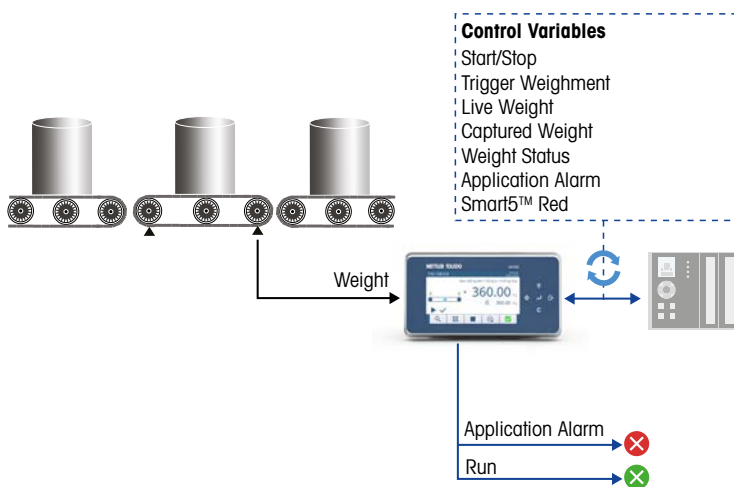 Control Variables
Start/Stop
Trigger Weighment
Live Weight
Captured Weight
Weight Status
Application Alarm
Smart5™ Red
Weight
METTLER TOLEDO
360.00
C
Application Alarm
Run